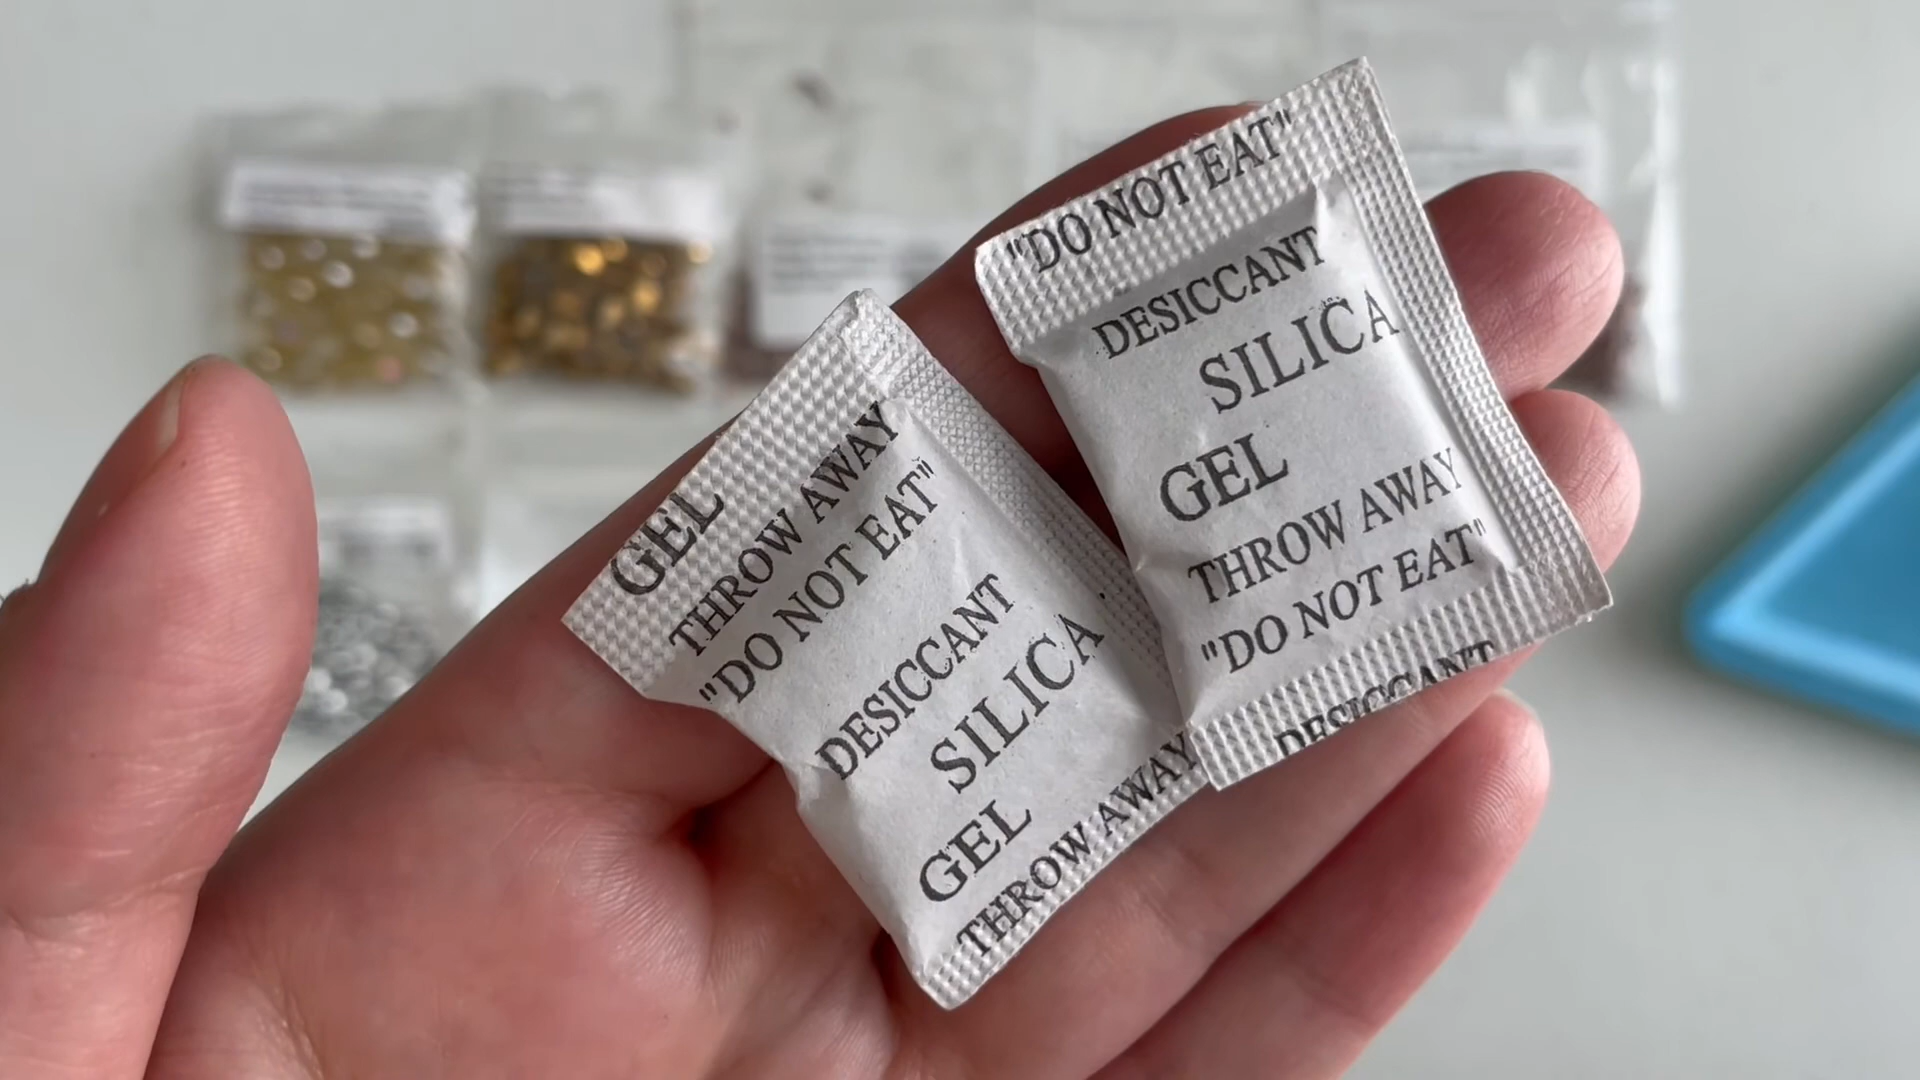 GEL
THROW AWAY
"DO NOT EAT"
DESICCANT
SILICA
GEL
THROW AWAY
"DO NOT EAT"
DESICCANT
SILICA
GEL
THROW AWAY
"DO NOT EAT"
DESICCANT